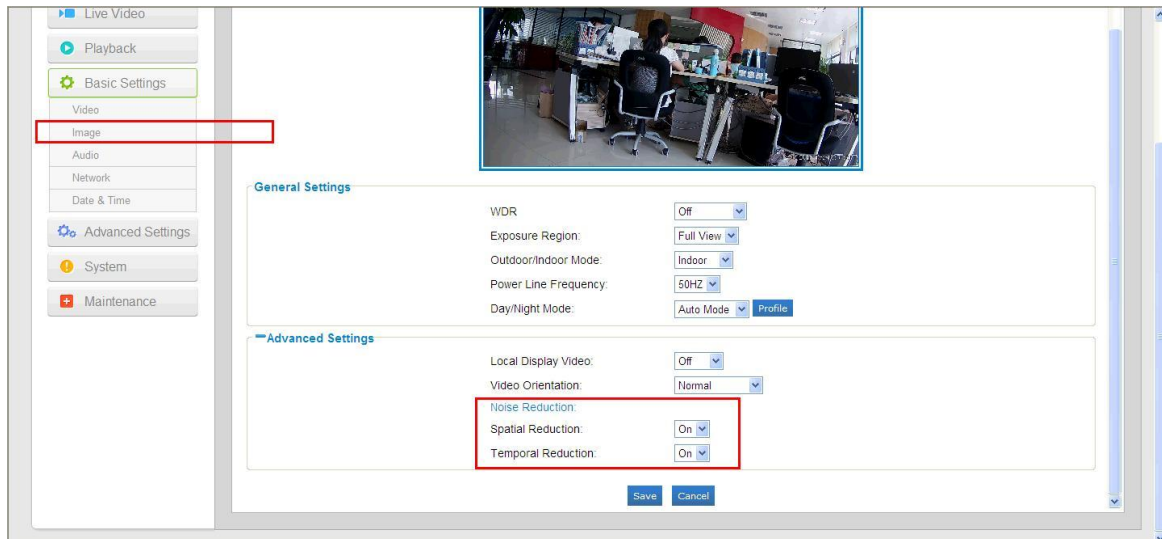 Live Video
Playback
Basic Settings
Video
Image
Audio
Network
Date & Time
Advanced Settings
System
Maintenance
General Settings
WDR Off
Exposure Region: Full View
Outdoor/Indoor Mode: Indoor
Power Line Frequency: 50HZ
Day/Night Mode: Auto Mode Profile
Advanced Settings
Local Display Video: Off
Video Orientation: Normal
Noise Reduction:
Spatial Reduction: On
Temporal Reduction: On
Save Cancel